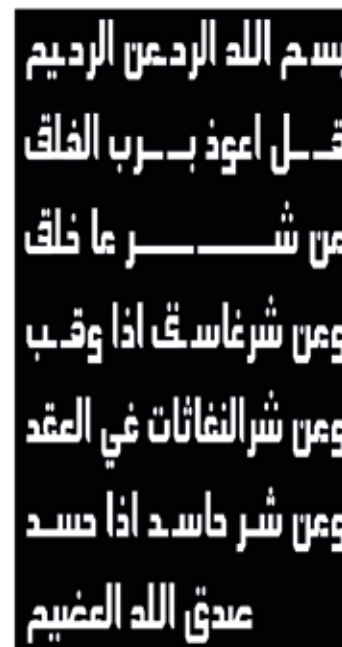 بسم الله الرحمن الرحيم
قل اعوذ برب الفلق
من شر ما خلق
ومن شر غاسق اذا وقب
ومن شر النفاثات في العقد
ومن شر حاسد اذا حسد
صدق الله العضيم